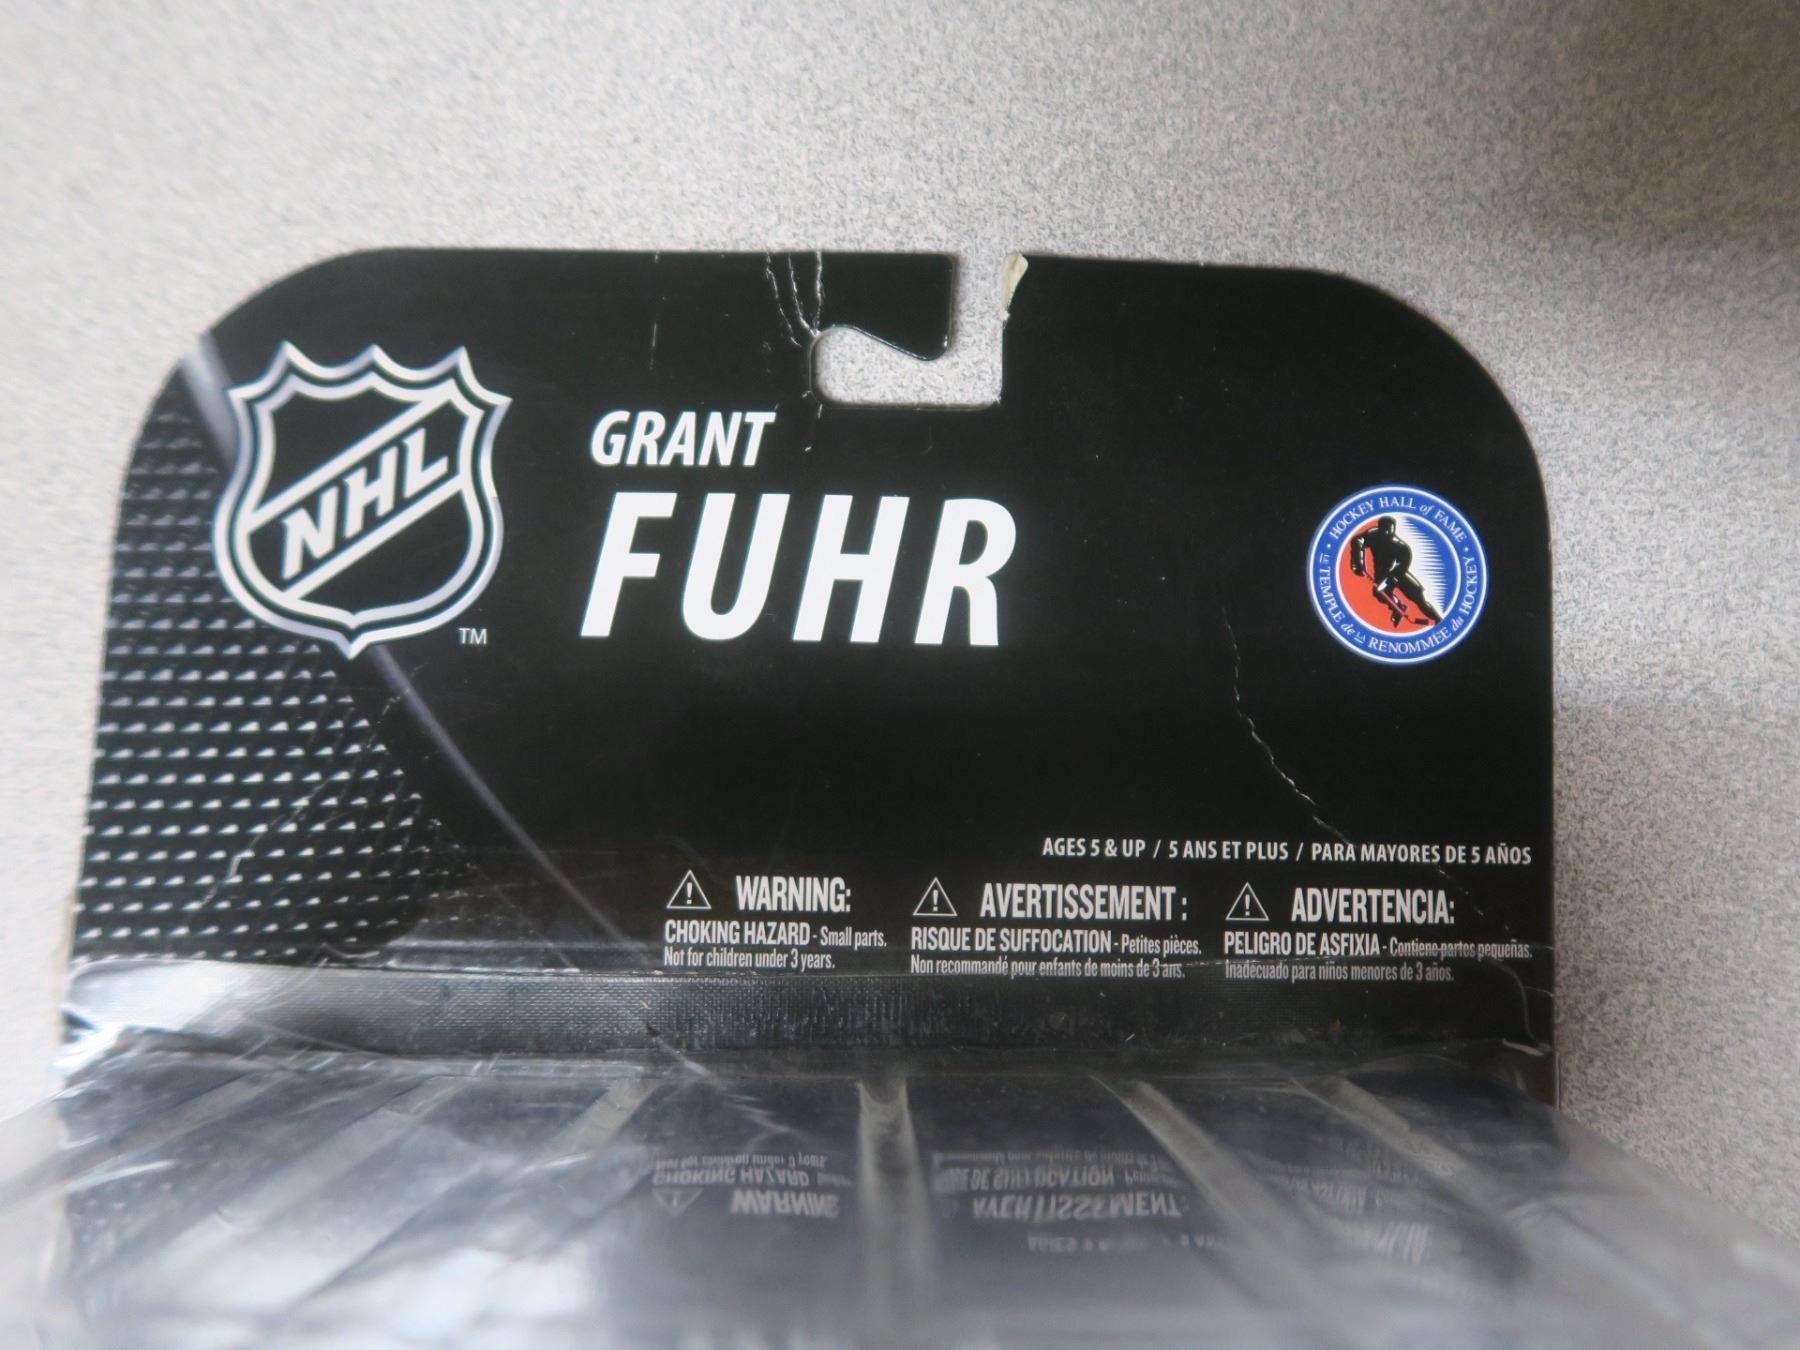 NHL
TM
GRANT
FUHR
HOCKEY HALL of FAME
LE TEMPLE de LA RENOMMÉE du HOCKEY
AGES 5 & UP / 5 ANS ET PLUS / PARA MAYORES DE 5 AÑOS
WARNING:
CHOKING HAZARD - Small parts.
Not for children under 3 years.
AVERTISSEMENT :
RISQUE DE SUFFOCATION - Petites pièces.
Non recommandé pour enfants de moins de 3 ans.
ADVERTENCIA:
PELIGRO DE ASFIXIA - Contiene partes pequeñas.
Inadecuado para niños menores de 3 años.